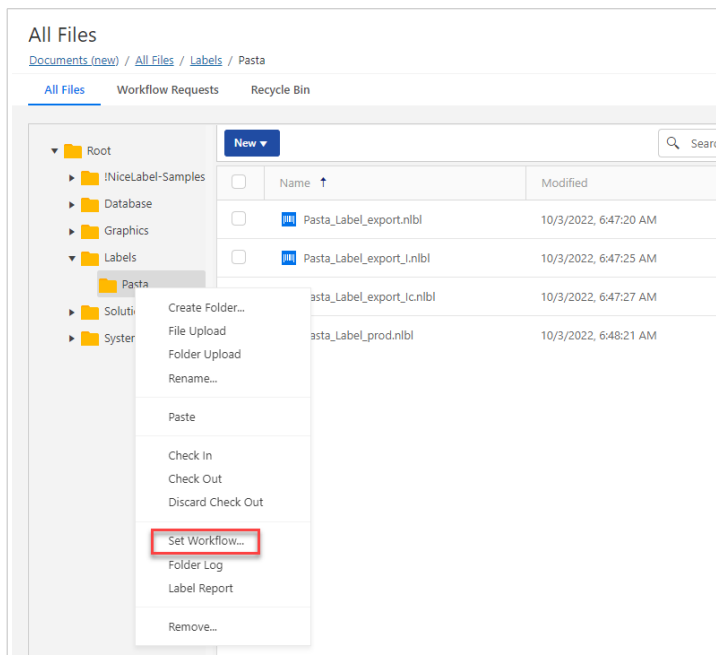 All Files
Documents (new) / All Files / Labels / Pasta
All Files Workflow Requests Recycle Bin
Root
!NiceLabel-Samples
Database
Graphics
Labels
Pasta
New
Name ↑ Modified
Pasta_Label_export.nlbl 10/3/2022, 6:47:20 AM
Pasta_Label_export_I.nlbl 10/3/2022, 6:47:25 AM
asta_Label_export_Ic.nlbl 10/3/2022, 6:47:27 AM
asta_Label_prod.nlbl 10/3/2022, 6:48:21 AM
Create Folder...
File Upload
Folder Upload
Rename...
Paste
Check In
Check Out
Discard Check Out
Set Workflow...
Folder Log
Label Report
Remove...